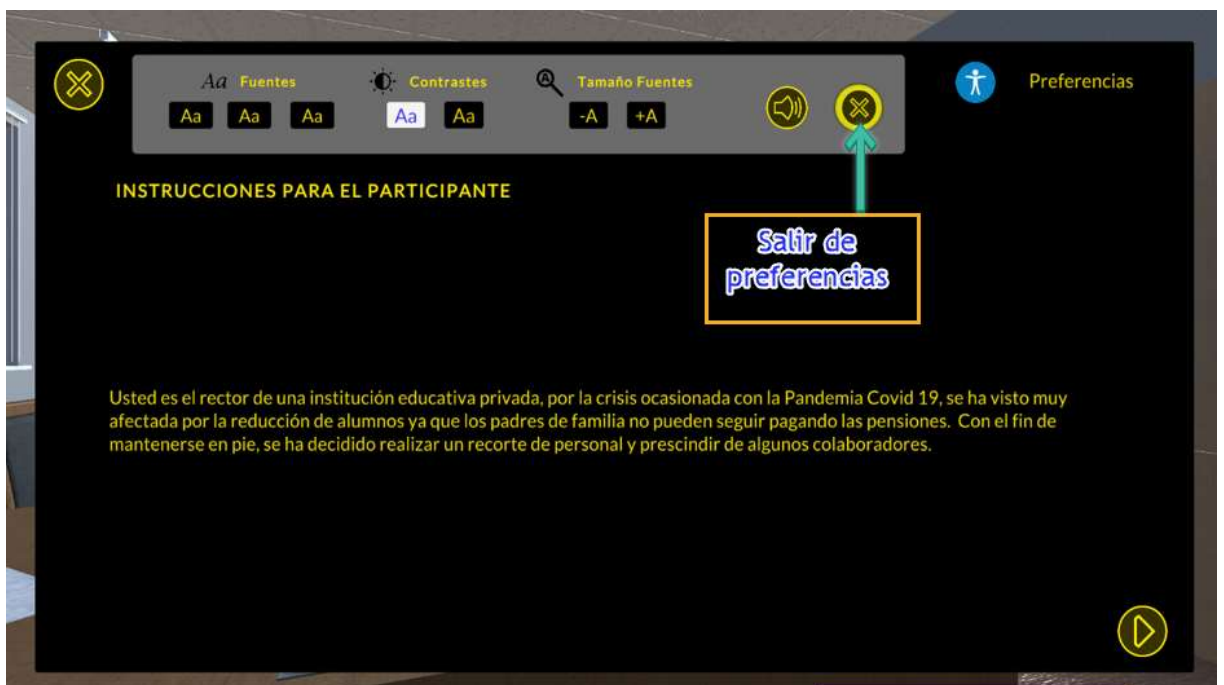 Aa Fuentes Contrastes A Tamaño Fuentes Preferencias
Aa Aa Aa Aa Aa -A +A
INSTRUCCIONES PARA EL PARTICIPANTE
Salir de
preferencias
Usted es el rector de una institución educativa privada, por la crisis ocasionada con la Pandemia Covid 19, se ha visto muy
afectada por la reducción de alumnos ya que los padres de familia no pueden seguir pagando las pensiones. Con el fin de
mantenerse en pie, se ha decidido realizar un recorte de personal y prescindir de algunos colaboradores.